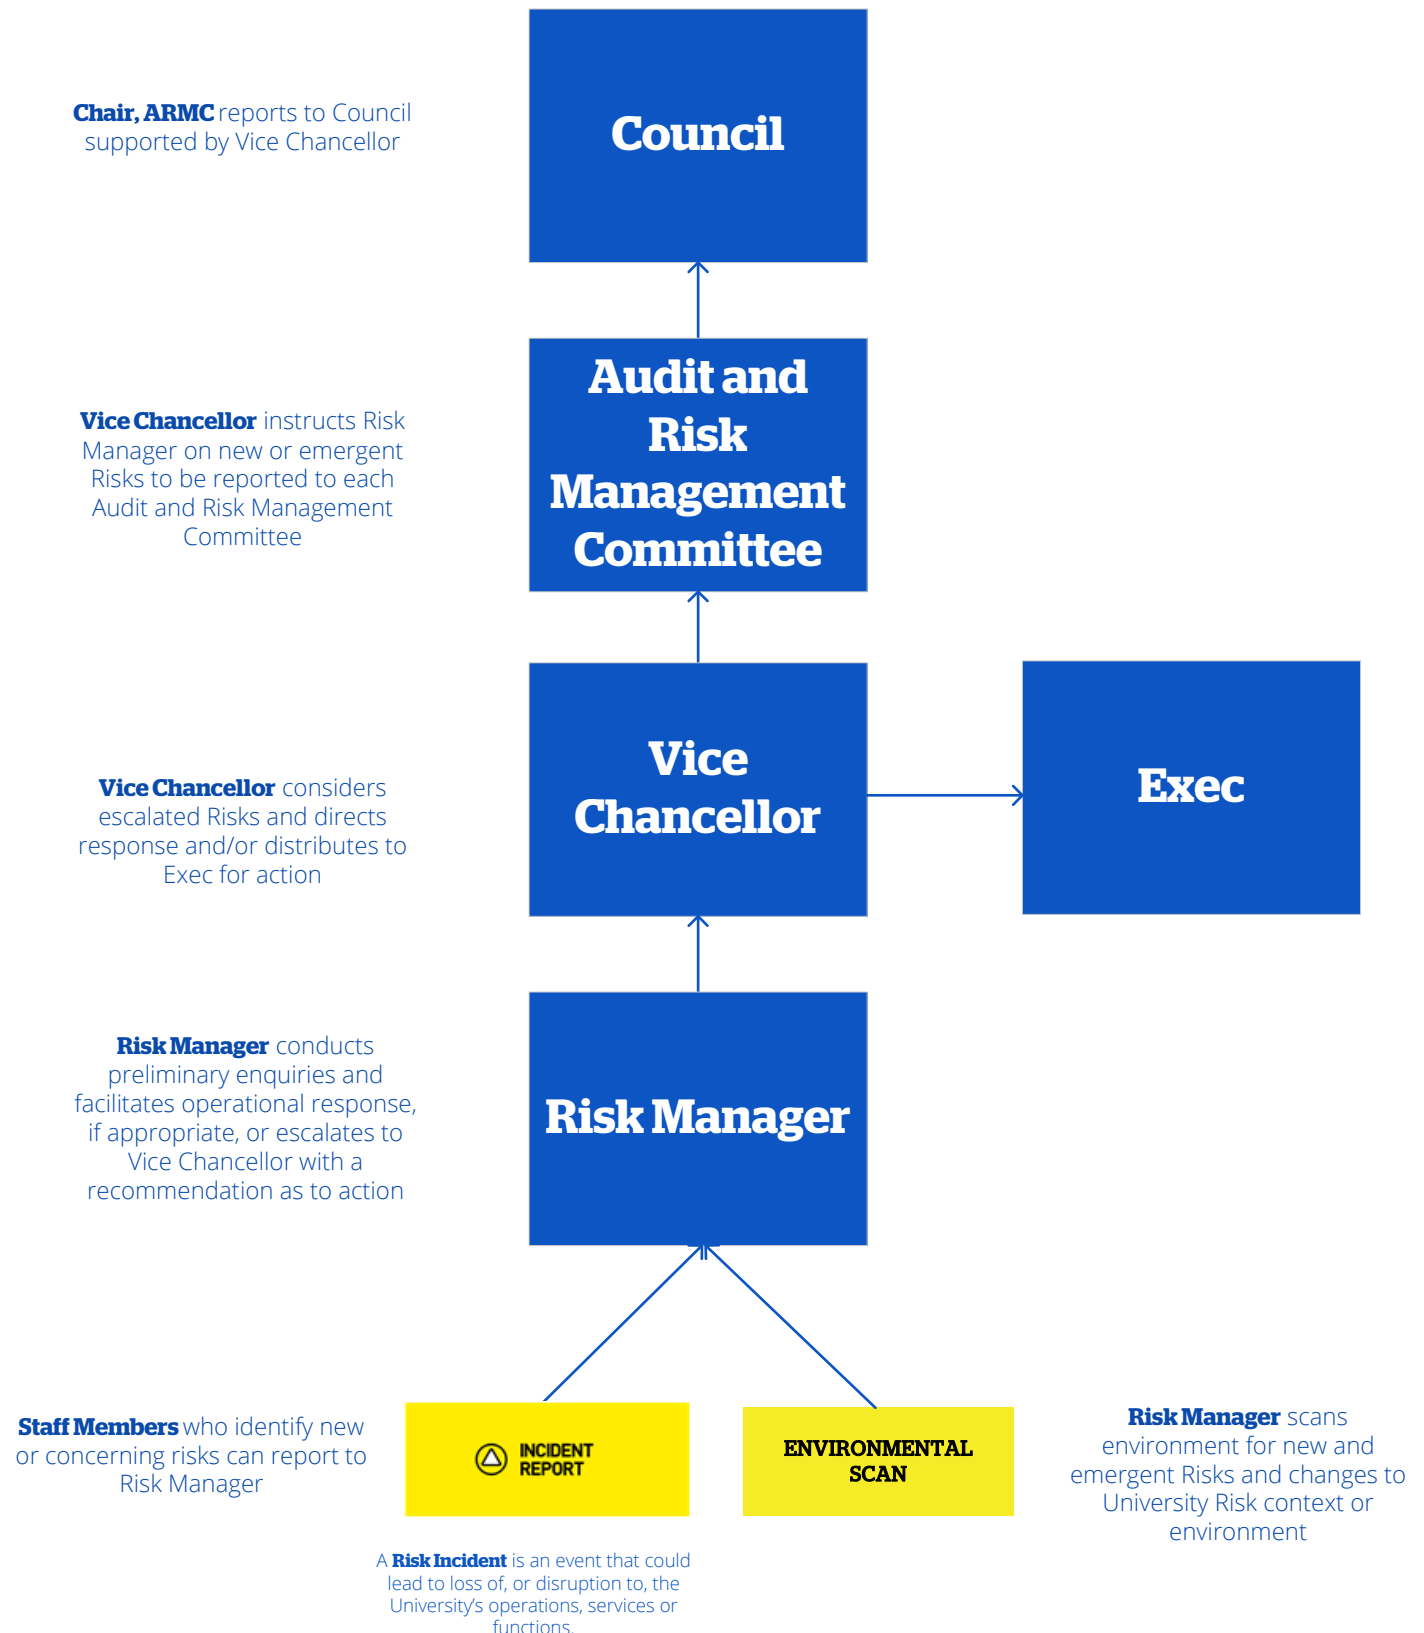 Council
Chair, ARMC reports to Council
supported by Vice Chancellor
Audit and
Risk
Management
Committee
Vice Chancellor instructs Risk
Manager on new or emergent
Risks to be reported to each
Audit and Risk Management
Committee
Vice
Chancellor
Exec
Vice Chancellor considers
escalated Risks and directs
response and/or distributes to
Exec for action
Risk Manager
Risk Manager conducts
preliminary enquiries and
facilitates operational response,
if appropriate, or escalates to
Vice Chancellor with a
recommendation as to action
Staff Members who identify new
or concerning risks can report to
Risk Manager
INCIDENT
REPORT
ENVIRONMENTAL
SCAN
Risk Manager scans
environment for new and
emergent Risks and changes to
University Risk context or
environment
A Risk Incident is an event that could
lead to loss of, or disruption to, the
University's operations, services or
functions.